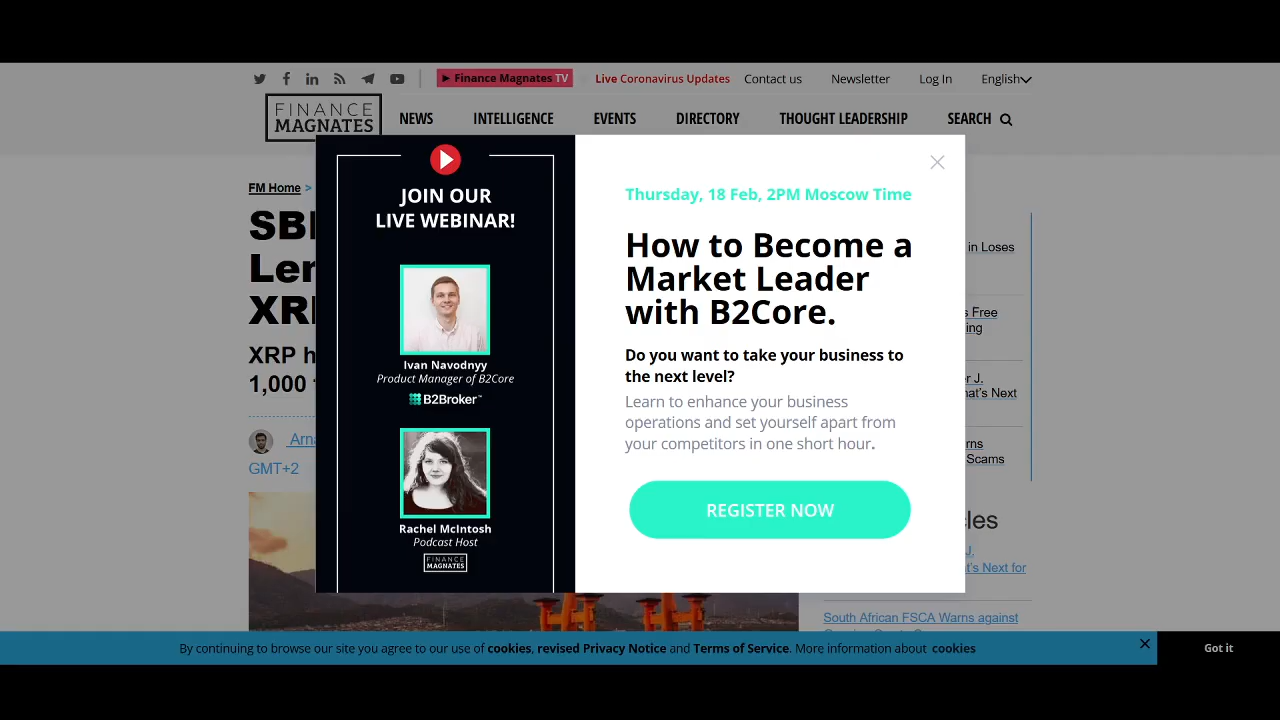 Finance Magnates TV
Live Coronavirus Updates
Contact us
Newsletter
Log In
English
FINANCE
MAGNATES
NEWS
INTELLIGENCE
EVENTS
DIRECTORY
THOUGHT LEADERSHIP
SEARCH
FM Home >
SBI
XRP
1,000
GMT+2
JOIN OUR
LIVE WEBINAR!
Ivan Navodnyy
Product Manager of B2Core
B2Broker™
Rachel McIntosh
Podcast Host
FINANCE
MAGNATES
Thursday, 18 Feb, 2PM Moscow Time
How to Become a
Market Leader
with B2Core.
Do you want to take your business to
the next level?
Learn to enhance your business
operations and set yourself apart from
your competitors in one short hour.
REGISTER NOW
in Loses
s Free
ing
r J.
nat's Next
rns
Scams
cles
J.
t's Next for
South African FSCA Warns against
By continuing to browse our site you agree to our use of cookies, revised Privacy Notice and Terms of Service. More information about cookies
Got it